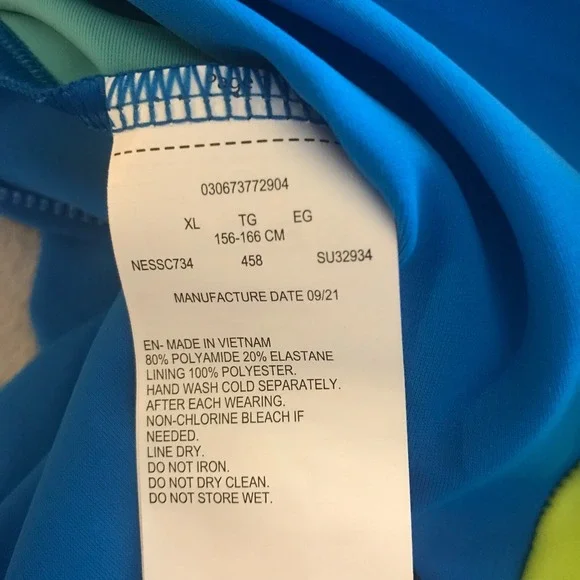 030673772904
XL TG EG
156-166 CM
NESSC734 458 SU32934
MANUFACTURE DATE 09/21
EN- MADE IN VIETNAM
80% POLYAMIDE 20% ELASTANE
LINING 100% POLYESTER.
HAND WASH COLD SEPARATELY.
AFTER EACH WEARING.
NON-CHLORINE BLEACH IF
NEEDED.
LINE DRY.
DO NOT IRON.
DO NOT DRY CLEAN.
DO NOT STORE WET.